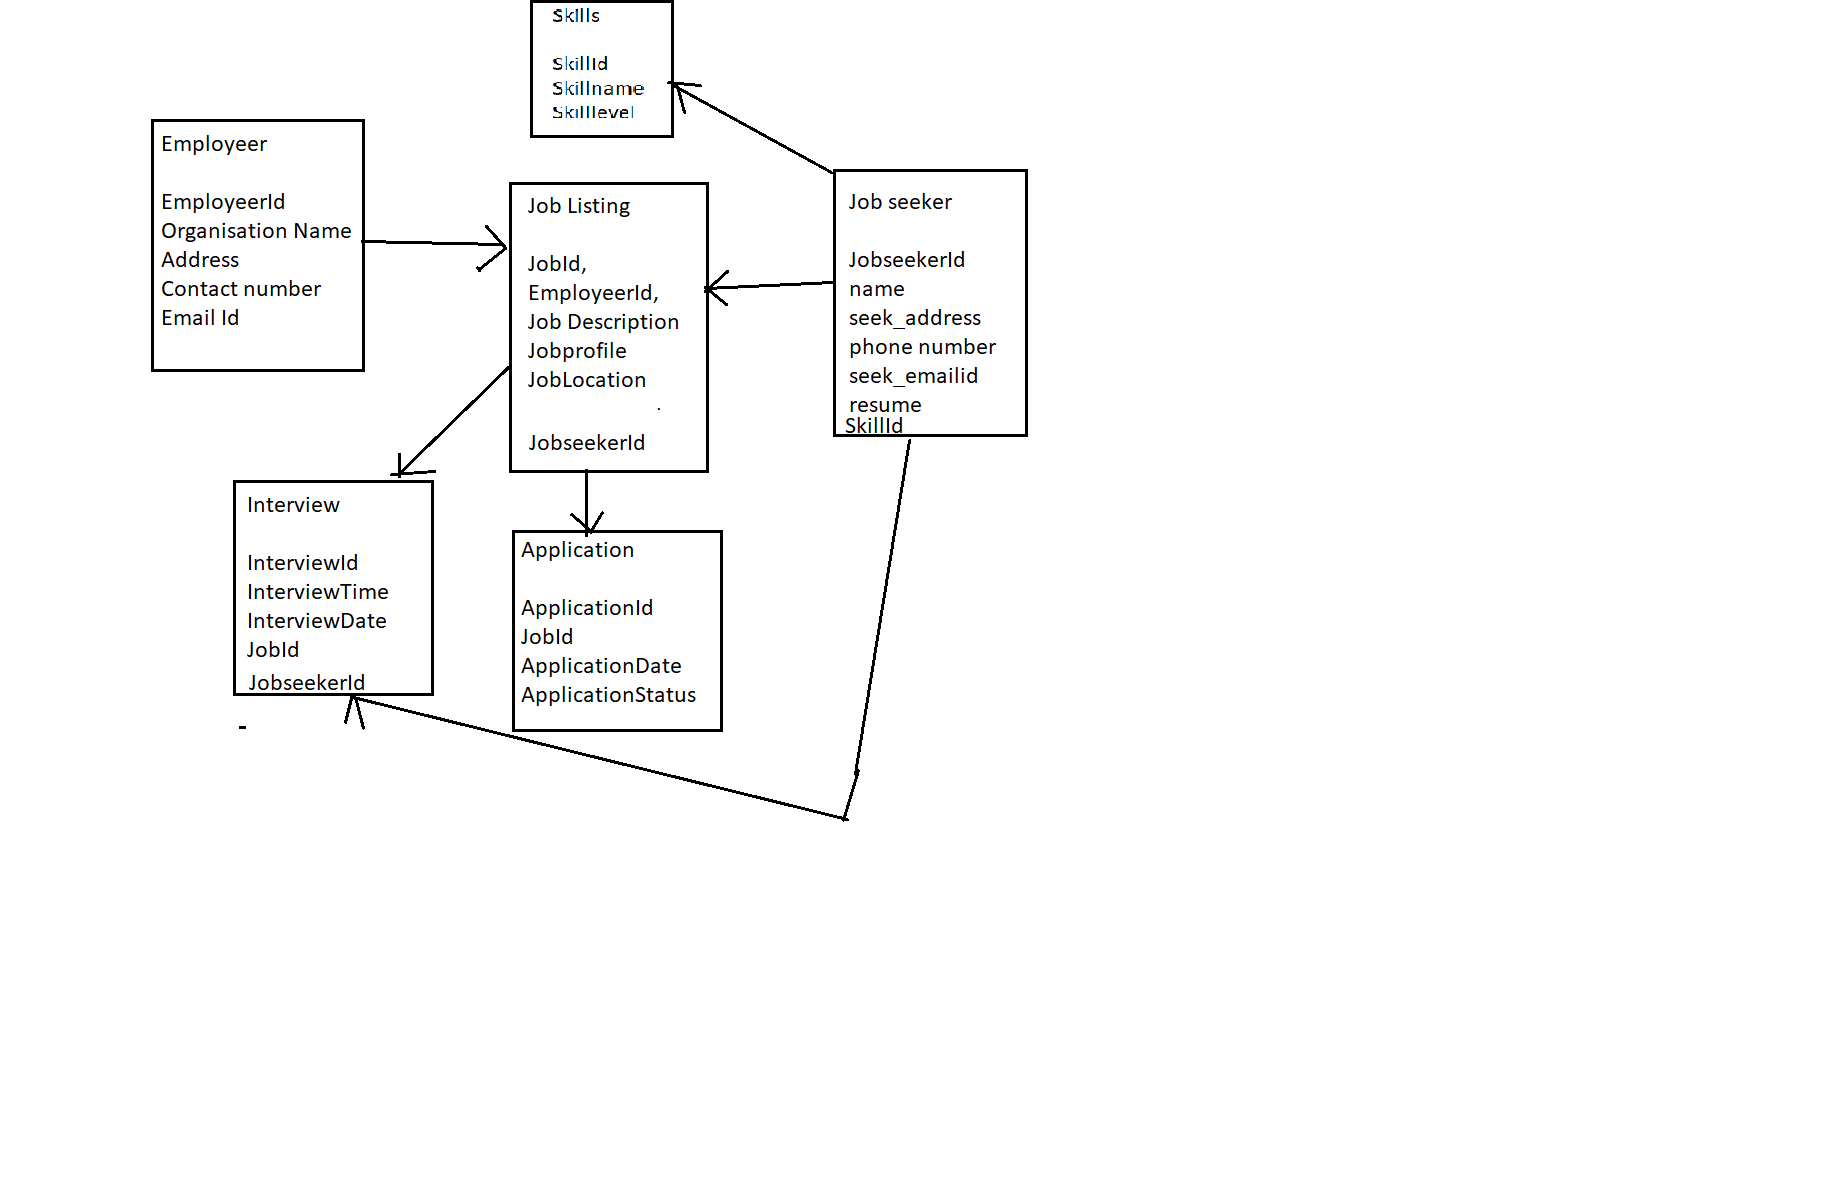 Skills
SkillId
Skillname
Skilllevel
Employeer
EmployeerId
Organisation Name
Address
Contact number
Email Id
Job Listing
JobId,
EmployeerId,
Job Description
Jobprofile
JobLocation
JobseekerId
Job seeker
JobseekerId
name
seek_address
phone number
seek_emailid
resume
SkillId
Interview
InterviewId
InterviewTime
InterviewDate
JobId
JobseekerId
Application
ApplicationId
JobId
ApplicationDate
ApplicationStatus